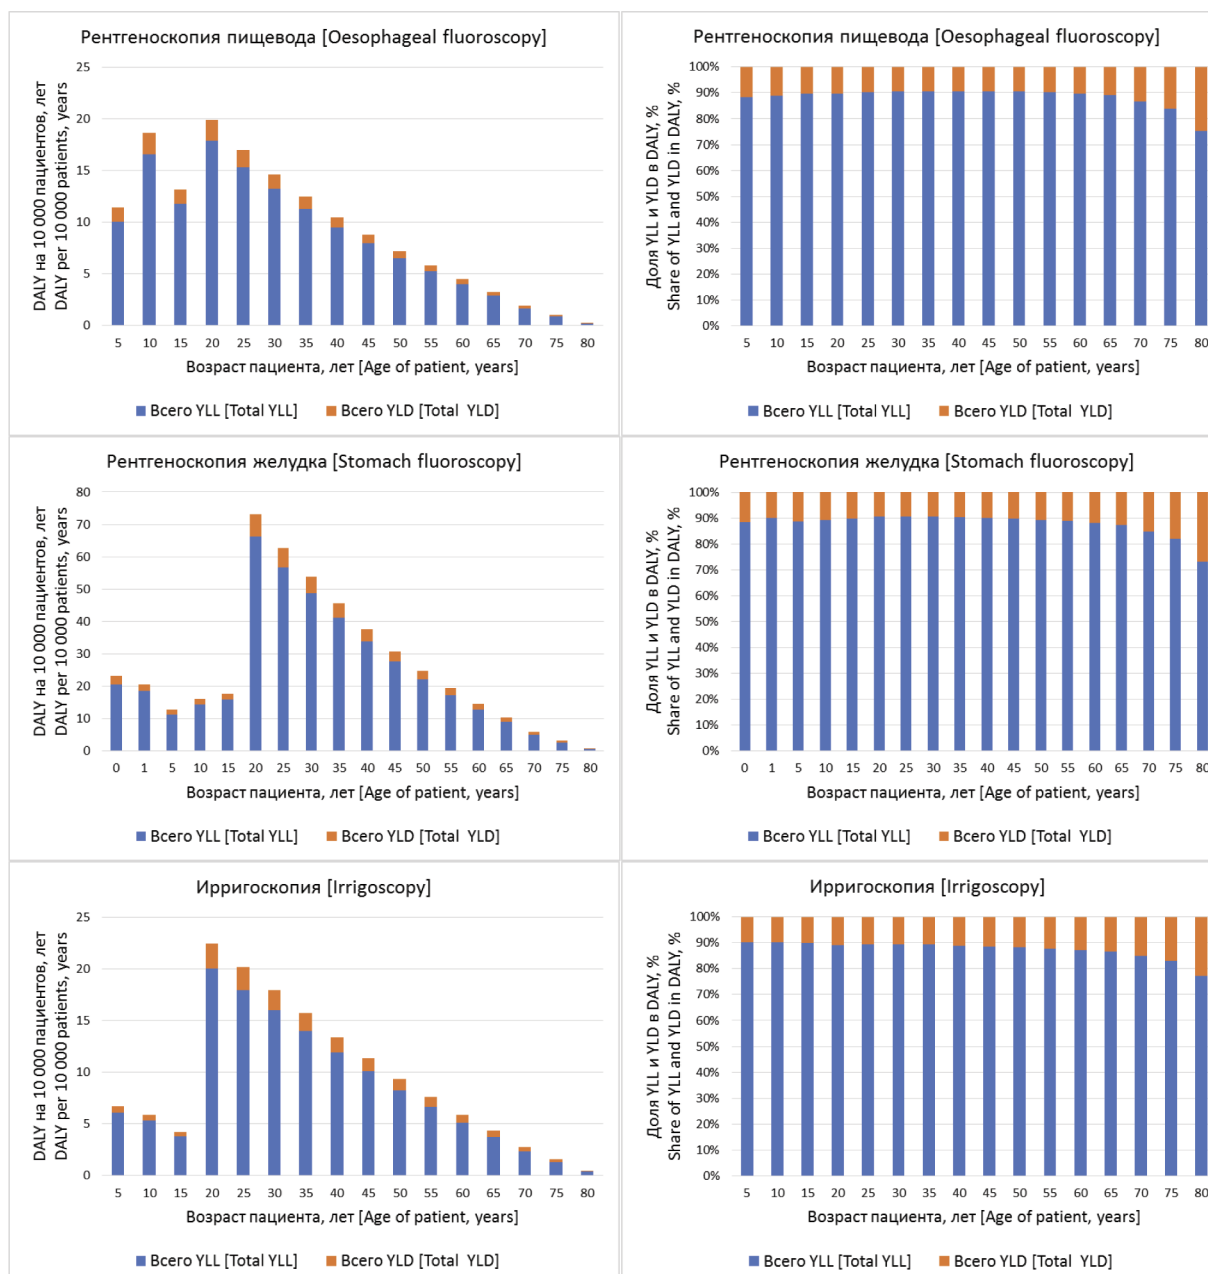 Рентгеноскопия пищевода [Oesophageal fluoroscopy]
DALY на 10 000 пациентов, лет
DALY per 10 000 patients, years
25
20
15
10
5
0
5 10 15 20 25 30 35 40 45 50 55 60 65 70 75 80
Возраст пациента, лет [Age of patient, years]
Всего YLL [Total YLL] Всего YLD [Total YLD]
Рентгеноскопия пищевода [Oesophageal fluoroscopy]
Доля YLL и YLD в DALY, %
Share of YLL and YLD in DALY, %
100%
90%
80%
70%
60%
50%
40%
30%
20%
10%
0%
5 10 15 20 25 30 35 40 45 50 55 60 65 70 75 80
Возраст пациента, лет [Age of patient, years]
Всего YLL [Total YLL] Всего YLD [Total YLD]
Рентгеноскопия желудка [Stomach fluoroscopy]
DALY на 10 000 пациентов, лет
DALY per 10 000 patients, years
80
70
60
50
40
30
20
10
0
0 1 5 10 15 20 25 30 35 40 45 50 55 60 65 70 75 80
Возраст пациента, лет [Age of patient, years]
Всего YLL [Total YLL] Всего YLD [Total YLD]
Рентгеноскопия желудка [Stomach fluoroscopy]
Доля YLL и YLD в DALY, %
Share of YLL and YLD in DALY, %
100%
90%
80%
70%
60%
50%
40%
30%
20%
10%
0%
0 1 5 10 15 20 25 30 35 40 45 50 55 60 65 70 75 80
Возраст пациента, лет [Age of patient, years]
Всего YLL [Total YLL] Всего YLD [Total YLD]
Ирригоскопия [Irrigoscopy]
DALY на 10 000 пациентов, лет
DALY per 10 000 patients, years
25
20
15
10
5
0
5 10 15 20 25 30 35 40 45 50 55 60 65 70 75 80
Возраст пациента, лет [Age of patient, years]
Всего YLL [Total YLL] Всего YLD [Total YLD]
Ирригоскопия [Irrigoscopy]
Доля YLL и YLD в DALY, %
Share of YLL and YLD in DALY, %
100%
90%
80%
70%
60%
50%
40%
30%
20%
10%
0%
5 10 15 20 25 30 35 40 45 50 55 60 65 70 75 80
Возраст пациента, лет [Age of patient, years]
Всего YLL [Total YLL] Всего YLD [Total YLD]